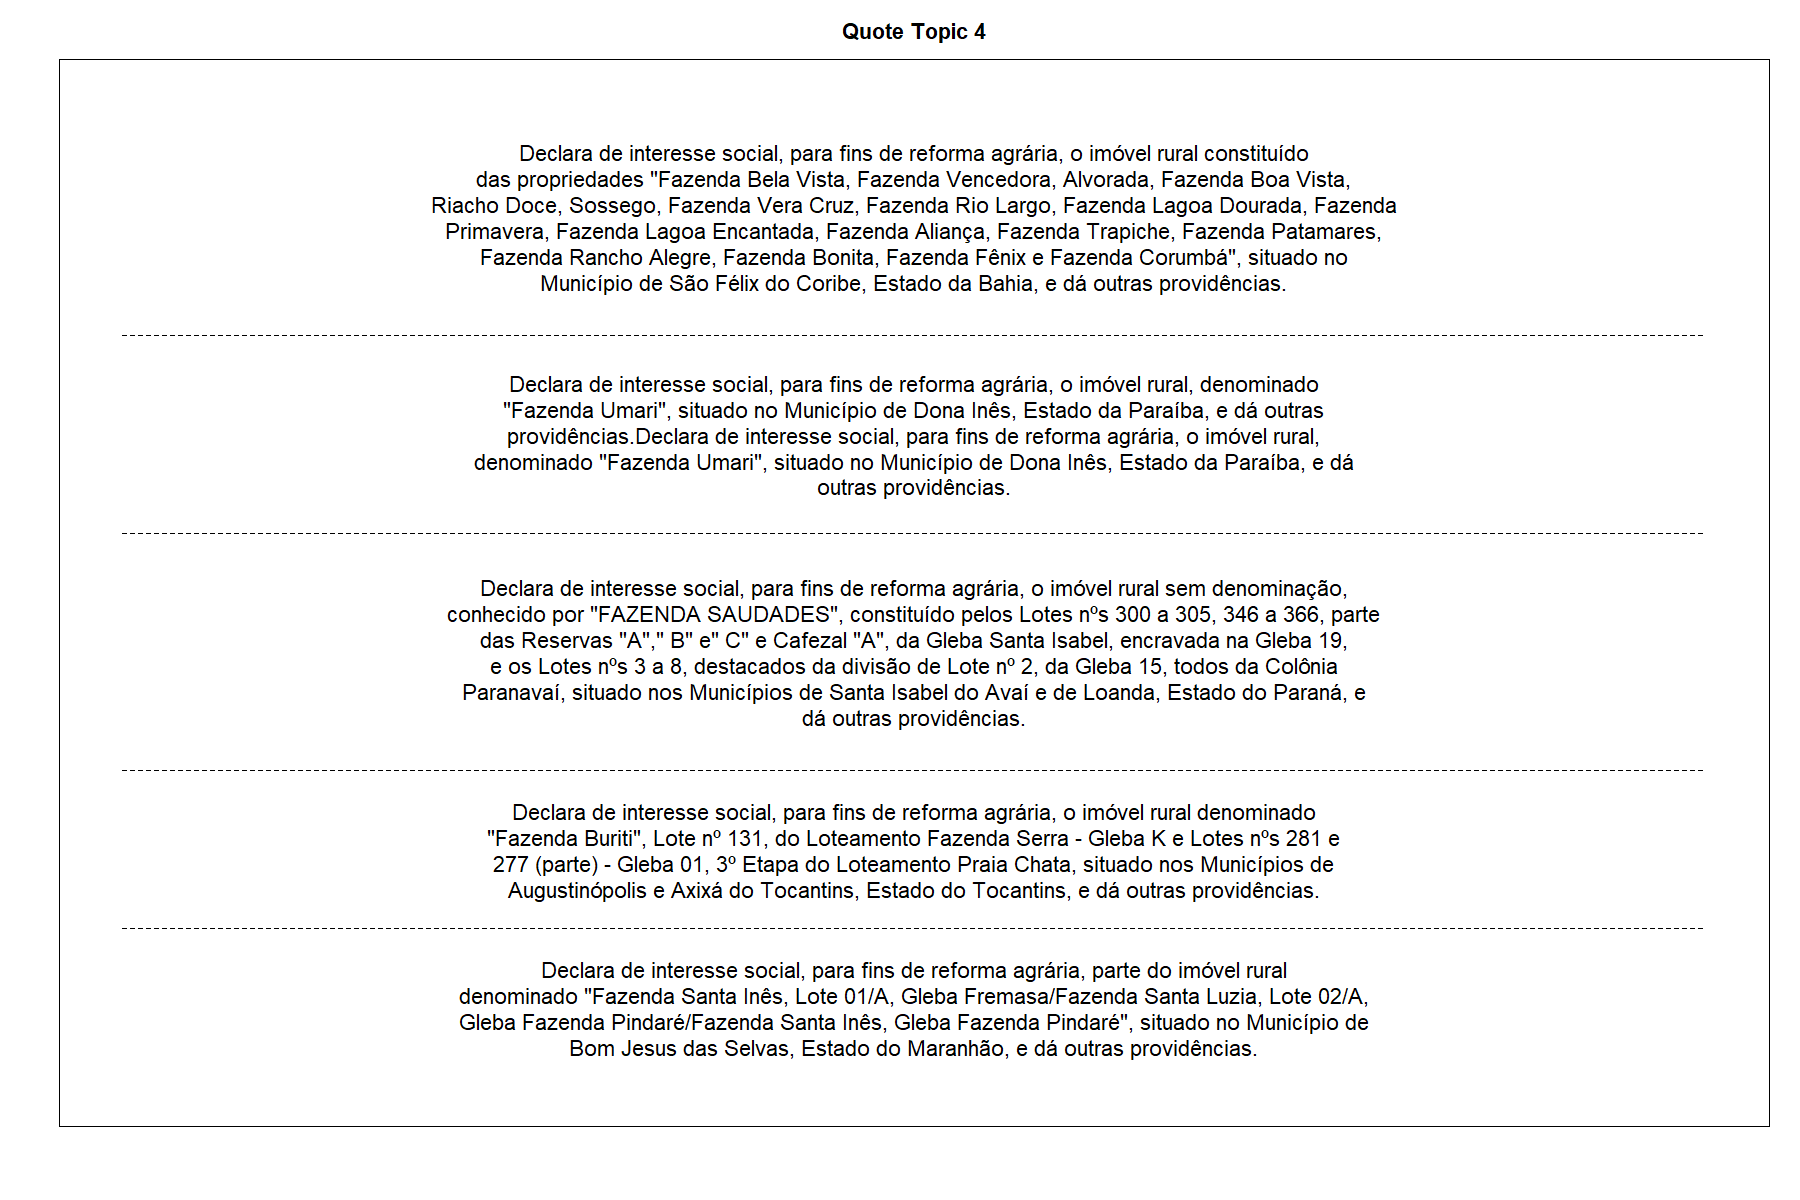 Quote Topic 4
Declara de interesse social, para fins de reforma agrária, o imóvel rural constituído
das propriedades "Fazenda Bela Vista, Fazenda Vencedora, Alvorada, Fazenda Boa Vista,
Riacho Doce, Sossego, Fazenda Vera Cruz, Fazenda Rio Largo, Fazenda Lagoa Dourada, Fazenda
Primavera, Fazenda Lagoa Encantada, Fazenda Aliança, Fazenda Trapiche, Fazenda Patamares,
Fazenda Rancho Alegre, Fazenda Bonita, Fazenda Fênix e Fazenda Corumbá", situado no
Município de São Félix do Coribe, Estado da Bahia, e dá outras providências.
Declara de interesse social, para fins de reforma agrária, o imóvel rural, denominado
"Fazenda Umari", situado no Município de Dona Inês, Estado da Paraíba, e dá outras
providências.Declara de interesse social, para fins de reforma agrária, o imóvel rural,
denominado "Fazenda Umari", situado no Município de Dona Inês, Estado da Paraíba, e dá
outras providências.
Declara de interesse social, para fins de reforma agrária, o imóvel rural sem denominação,
conhecido por "FAZENDA SAUDADES", constituído pelos Lotes nºs 300 a 305, 346 a 366, parte
das Reservas "A"," B" e" C" e Cafezal "A", da Gleba Santa Isabel, encravada na Gleba 19,
e os Lotes nºs 3 a 8, destacados da divisão de Lote nº 2, da Gleba 15, todos da Colônia
Paranavaí, situado nos Municípios de Santa Isabel do Avaí e de Loanda, Estado do Paraná, e
dá outras providências.
Declara de interesse social, para fins de reforma agrária, o imóvel rural denominado
"Fazenda Buriti", Lote nº 131, do Loteamento Fazenda Serra - Gleba K e Lotes nºs 281 e
277 (parte) - Gleba 01, 3º Etapa do Loteamento Praia Chata, situado nos Municípios de
Augustinópolis e Axixá do Tocantins, Estado do Tocantins, e dá outras providências.
Declara de interesse social, para fins de reforma agrária, parte do imóvel rural
denominado "Fazenda Santa Inês, Lote 01/A, Gleba Fremasa/Fazenda Santa Luzia, Lote 02/A,
Gleba Fazenda Pindaré/Fazenda Santa Inês, Gleba Fazenda Pindaré", situado no Município de
Bom Jesus das Selvas, Estado do Maranhão, e dá outras providências.